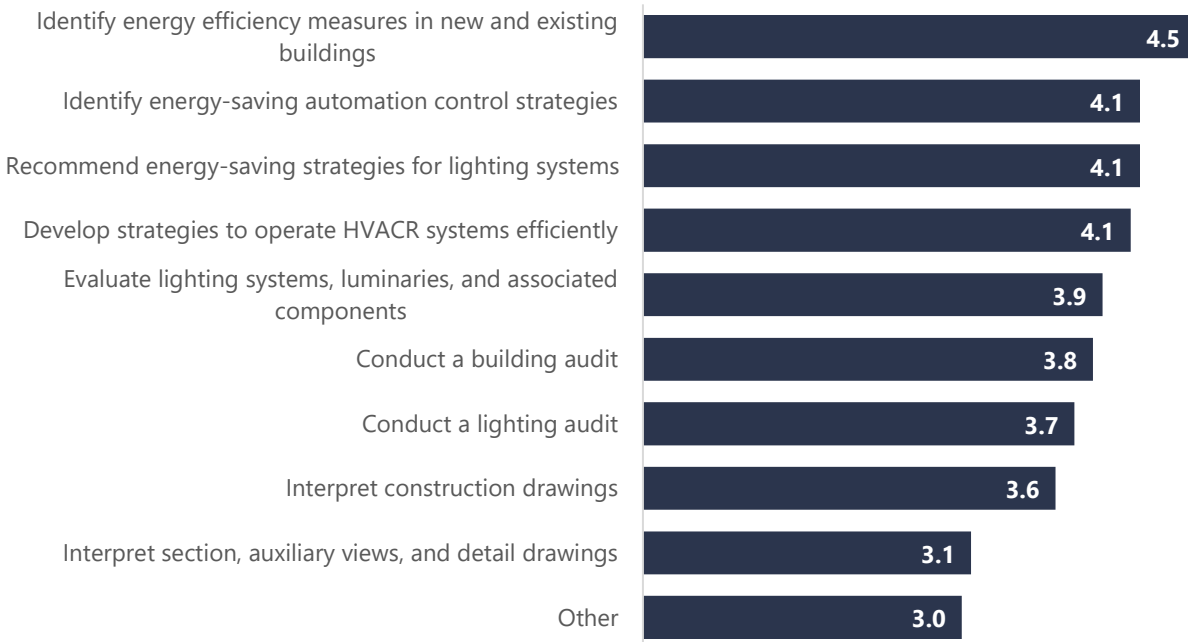 Identify energy efficiency measures in new and existing
buildings
4.5
Identify energy-saving automation control strategies
4.1
Recommend energy-saving strategies for lighting systems
4.1
Develop strategies to operate HVACR systems efficiently
4.1
Evaluate lighting systems, luminaries, and associated
components
3.9
Conduct a building audit
3.8
Conduct a lighting audit
3.7
Interpret construction drawings
3.6
Interpret section, auxiliary views, and detail drawings
3.1
Other
3.0